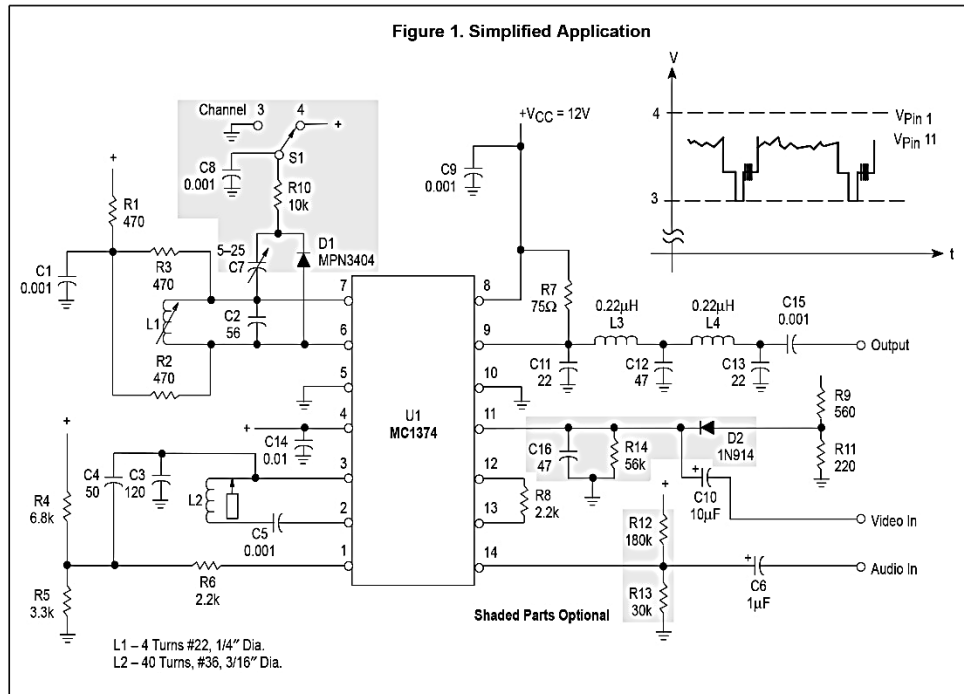 Figure 1. Simplified Application
V
4
VPin 1
VPin 11
3
t
Channel
3
4
+
S1
C8
0.001
R10
10k
5–25
C7
D1
MPN3404
+
R1
470
C1
0.001
R3
470
L1
C2
56
R2
470
+VCC = 12V
C9
0.001
R7
75Ω
0.22µH
L3
0.22µH
L4
C15
0.001
Output
C11
22
C12
47
C13
22
7
6
5
4
3
2
1
8
9
10
11
12
13
14
U1
MC1374
+
C14
0.01
C4
50
C3
120
L2
C5
0.001
R4
6.8k
R5
3.3k
R6
2.2k
C16
47
R14
56k
D2
1N914
R9
560
R11
220
R8
2.2k
+
C10
10µF
Video In
+
R12
180k
R13
30k
+
C6
1µF
Audio In
Shaded Parts Optional
L1 – 4 Turns #22, 1/4″ Dia.
L2 – 40 Turns, #36, 3/16″ Dia.